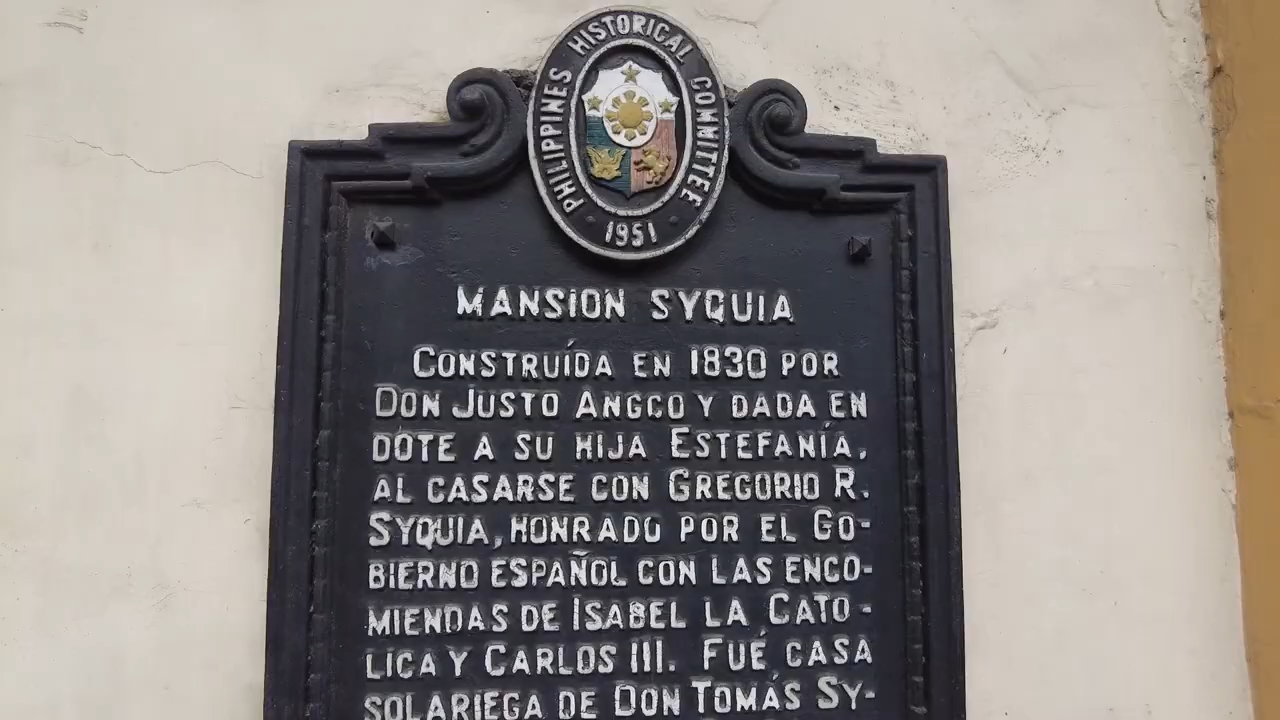 PHILIPPINES HISTORICAL COMMITTEE
1951
MANSION SYQUIA
CONSTRUÍDA EN 1830 POR
DON JUSTO ANGCO Y DADA EN
DOTE A SU HIJA ESTEFANÍA,
AL CASARSE CON GREGORIO R.
SYQUIA, HONRADO POR EL GO-
BIERNO ESPAÑOL CON LAS ENCO-
MIENDAS DE ISABEL LA CATO-
LICA Y CARLOS III. FUÉ CASA
SOLARIEGA DE DON TOMÁS SY-